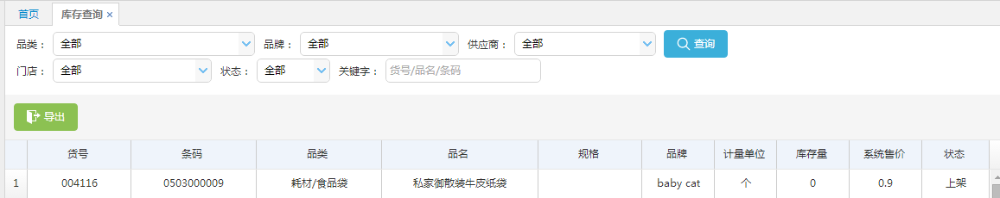 首页 库存查询 ×
品类： 全部 品牌： 全部 供应商： 全部 查询
门店： 全部 状态： 全部 关键字： 货号/品名/条码
导出
货号 条码 品类 品名 规格 品牌 计量单位 库存量 系统售价 状态
1 004116 0503000009 耗材/食品袋 私家御散装牛皮纸袋 baby cat 个 0 0.9 上架